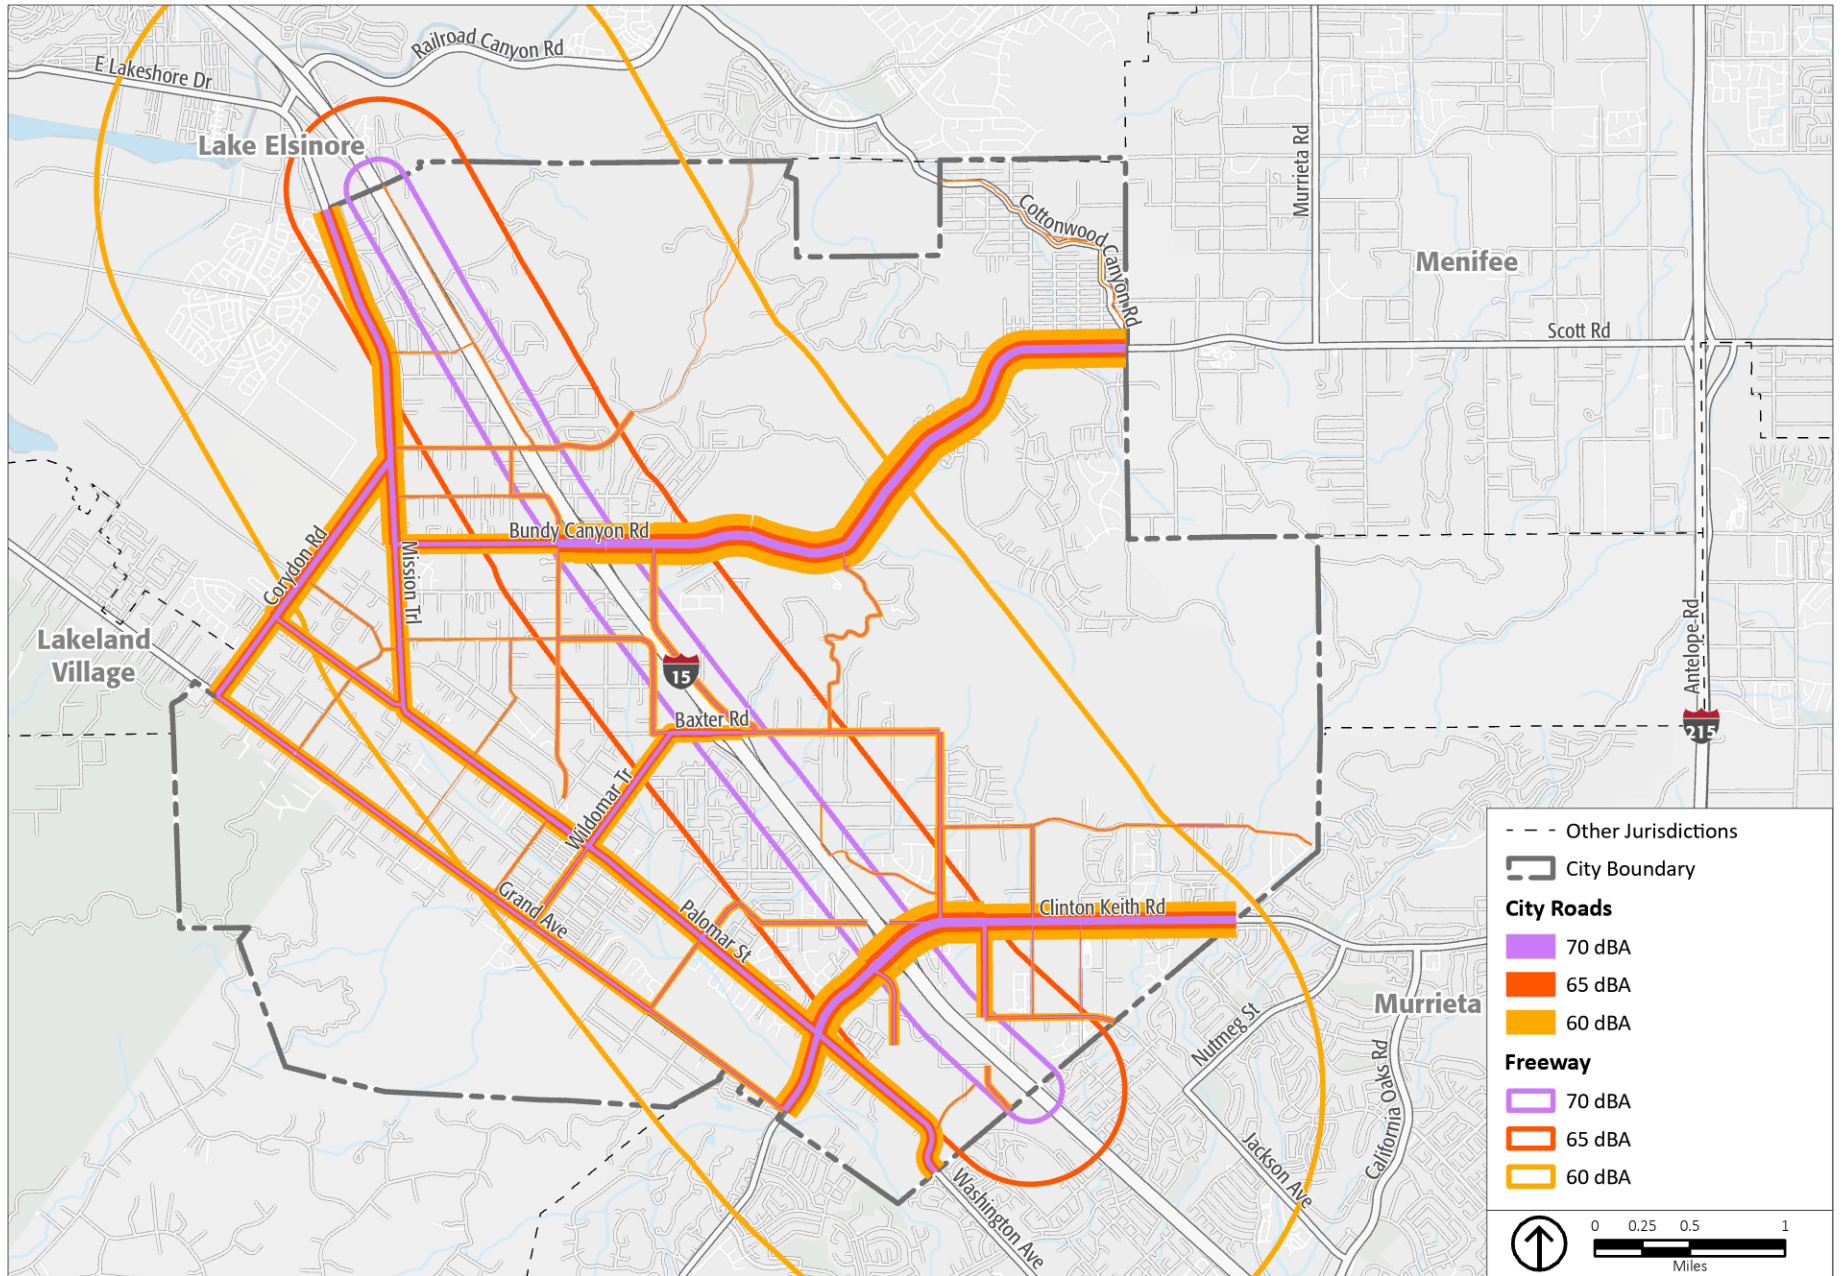 Railroad Canyon Rd
E Lakeshore Dr
Lake Elsinore
Murrieta Rd
Cottonwood
Canyon Rd
Menifee
Scott Rd
Bundy Canyon Rd
Corydon Rd
Mission Trl
Lakeland
Village
15
Antelope Rd
Baxter Rd
215
Wildomar Tr
Grand Ave
Palomar St
Clinton Keith Rd
Murrieta
Nutmeg St
California Oaks Rd
Jackson Ave
Washington Ave
Other Jurisdictions
City Boundary
City Roads
70 dBA
65 dBA
60 dBA
Freeway
70 dBA
65 dBA
60 dBA
0 0.25 0.5 1
Miles